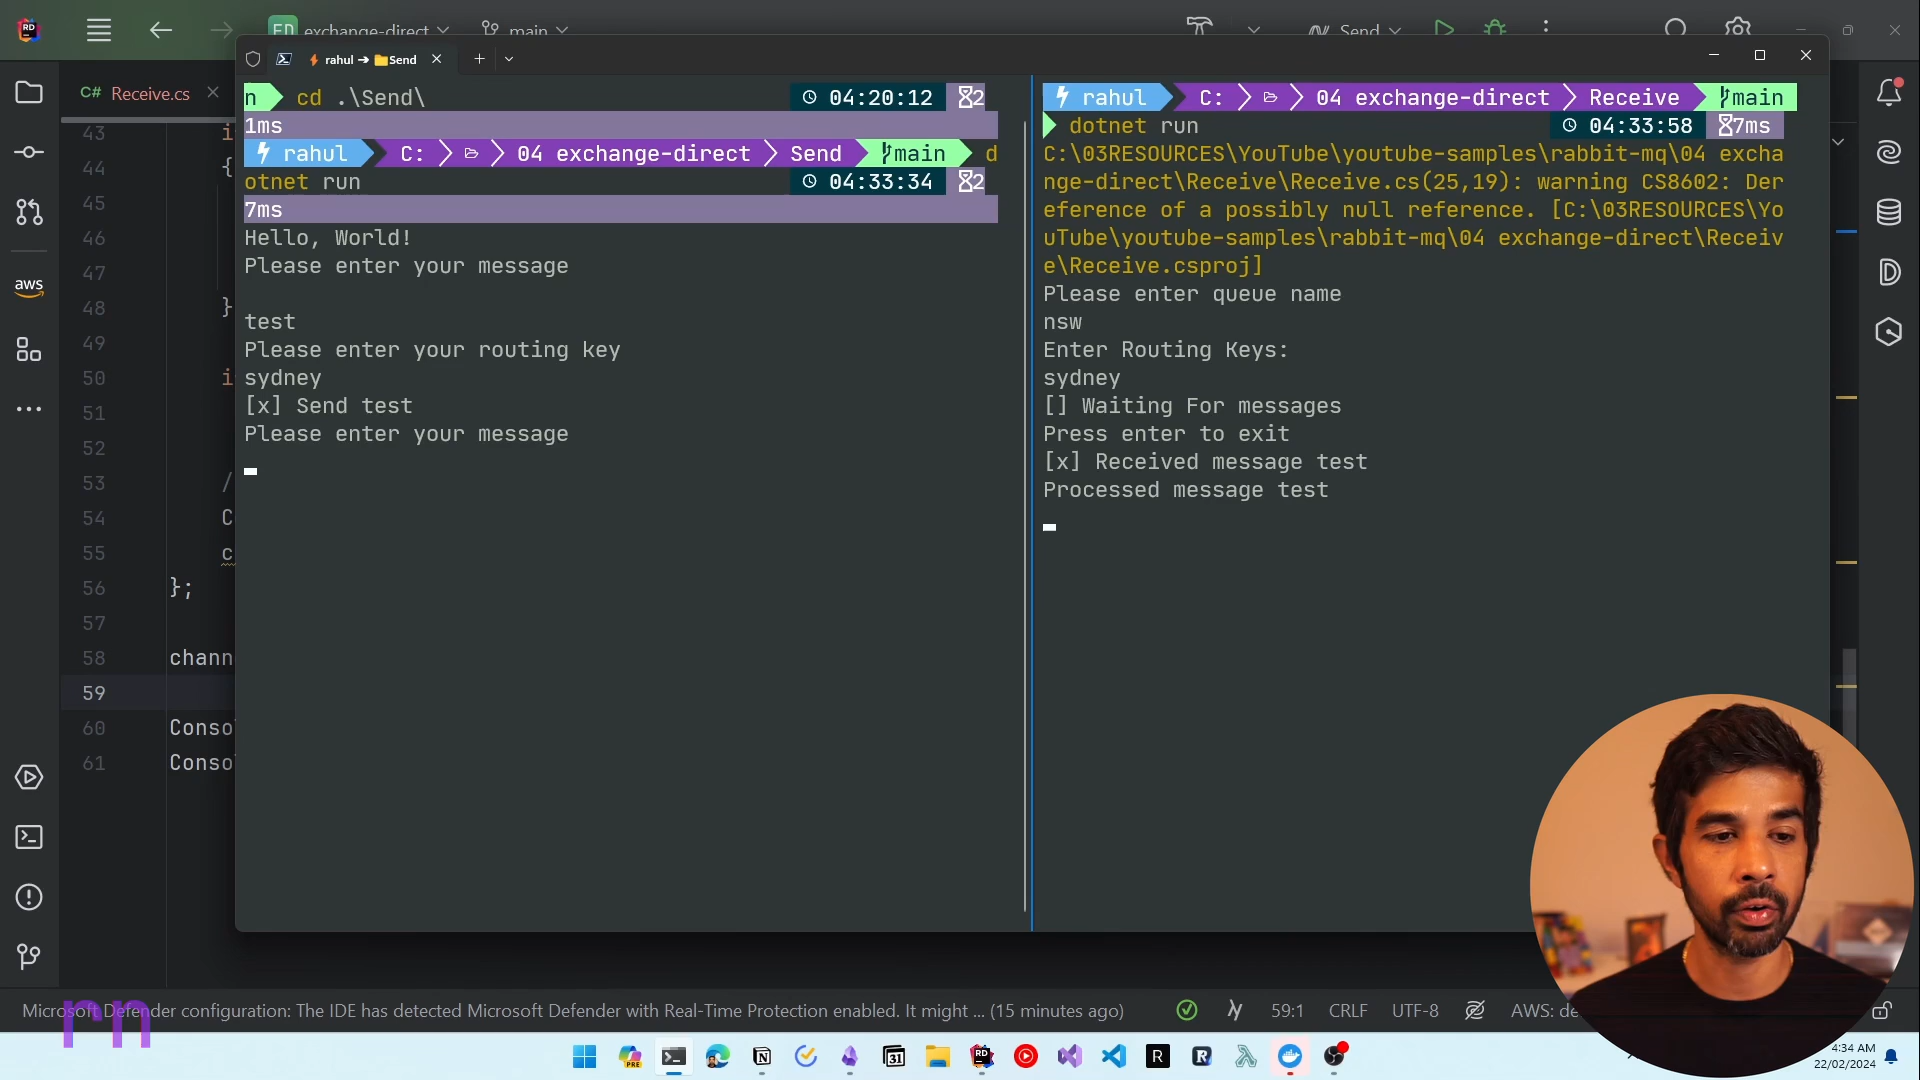 exchange-direct
main
Send
C# Receive.cs
rahul → Send
n cd .\Send\ 04:20:12 2
1ms
rahul C: 04 exchange-direct Send main d
otnet run 04:33:34 2
7ms
Hello, World!
Please enter your message
test
Please enter your routing key
sydney
[x] Send test
Please enter your message
rahul C: 04 exchange-direct Receive main
dotnet run 04:33:58 7ms
C:\03RESOURCES\YouTube\youtube-samples\rabbit-mq\04 excha
nge-direct\Receive\Receive.cs(25,19): warning CS8602: Der
eference of a possibly null reference. [C:\03RESOURCES\Yo
uTube\youtube-samples\rabbit-mq\04 exchange-direct\Receiv
e\Receive.csproj]
Please enter queue name
nsw
Enter Routing Keys:
sydney
[] Waiting For messages
Press enter to exit
[x] Received message test
Processed message test
43 i
44 {
45
46
47
48 }
49
50 i
51
52
53 /
54 C
55 c
56 };
57
58 chann
59
60 Conso
61 Conso
aws
Microsoft Defender configuration: The IDE has detected Microsoft Defender with Real-Time Protection enabled. It might ... (15 minutes ago)
59:1 CRLF UTF-8 AWS: de
rn
4:34 AM
22/02/2024